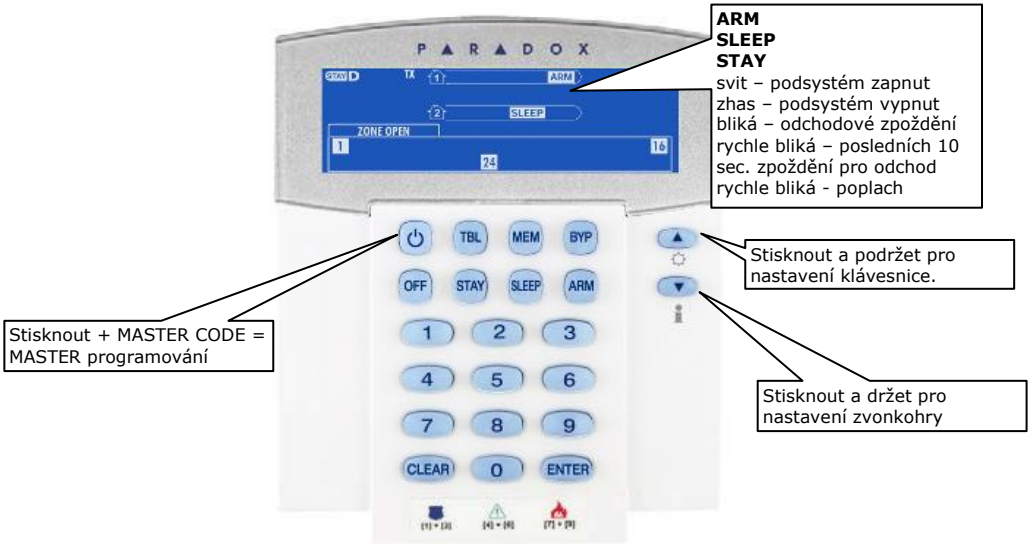 ARM
SLEEP
STAY
svit – podsystém zapnut
zhas – podsystém vypnut
bliká – odchodové zpoždění
rychle bliká – posledních 10
sec. zpoždění pro odchod
rychle bliká - poplach
PARADOX
STAY D TX 1 ARM
2 SLEEP
ZONE OPEN
1 16
24
TBL MEM BYP
Stisknout a podržet pro
nastavení klávesnice.
OFF STAY SLEEP ARM
i
Stisknout + MASTER CODE =
MASTER programování
1 2 3
4 5 6
Stisknout a držet pro
nastavení zvonkohry
7 8 9
CLEAR 0 ENTER
[1] + [3] [4] + [6] [7] + [9]